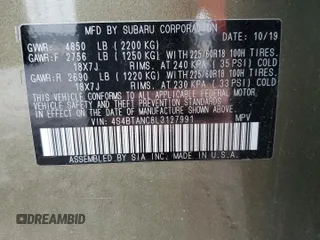 MFD. BY SUBARU CORPORATION 10/19
GVWR: 4850 LB (2200 KG)
GAWR:F 2756 LB (1250 KG) WITH 225/60R18 100H TIRES,
18X7J RIMS, AT 240 KPA (35 PSI) COLD
GAWR:R 2690 LB (1220 KG) WITH 225/60R18 100H TIRES,
18X7J RIMS, AT 230 KPA (33 PSI) COLD
THIS VEHICLE CONFORMS TO ALL APPLICABLE
FEDERAL MOTOR VEHICLE SAFETY, BUMPER, AND
THEFT PREVENTION STANDARDS IN EFFECT ON THE
DATE OF MANUFACTURE SHOWN ABOVE.
VIN: 4S4BTANC8L3127991 MPV
ASSEMBLED BY SIA, MADE IN U.S.A.
DREAMBID